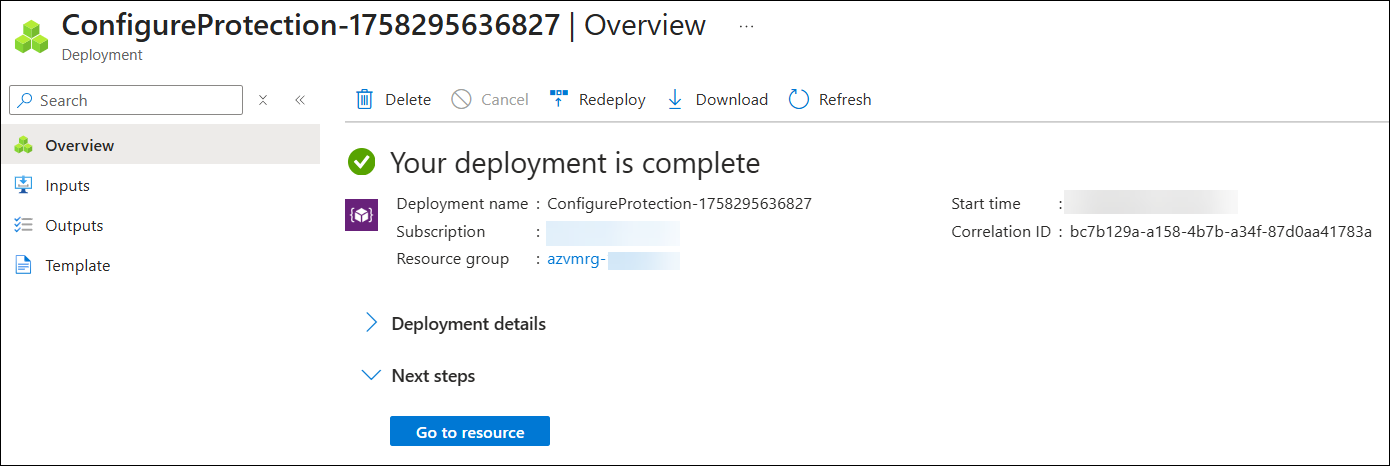 ConfigureProtection-1758295636827 | Overview ...
Deployment
Search
Delete Cancel Redeploy Download Refresh
Overview
Inputs
Outputs
Template
Your deployment is complete
Deployment name : ConfigureProtection-1758295636827
Subscription :
Resource group : azvmrg-
Start time :
Correlation ID : bc7b129a-a158-4b7b-a34f-87d0aa41783a
Deployment details
Next steps
Go to resource